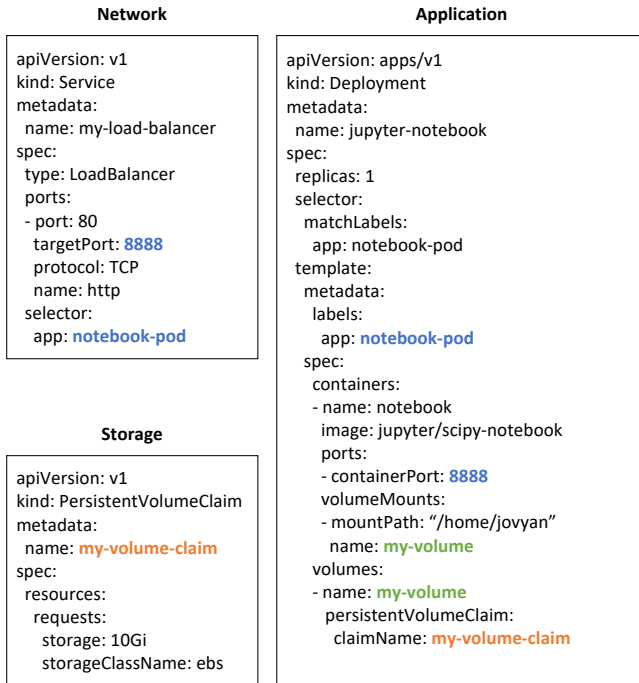 Network
apiVersion: v1
kind: Service
metadata:
name: my-load-balancer
spec:
type: LoadBalancer
ports:
- port: 80
targetPort: 8888
protocol: TCP
name: http
selector:
app: notebook-pod
Storage
apiVersion: v1
kind: PersistentVolumeClaim
metadata:
name: my-volume-claim
spec:
resources:
requests:
storage: 10Gi
storageClassName: ebs
Application
apiVersion: apps/v1
kind: Deployment
metadata:
name: jupyter-notebook
spec:
replicas: 1
selector:
matchLabels:
app: notebook-pod
template:
metadata:
labels:
app: notebook-pod
spec:
containers:
- name: notebook
image: jupyter/scipy-notebook
ports:
- containerPort: 8888
volumeMounts:
- mountPath: “/home/jovyan”
name: my-volume
volumes:
- name: my-volume
persistentVolumeClaim:
claimName: my-volume-claim